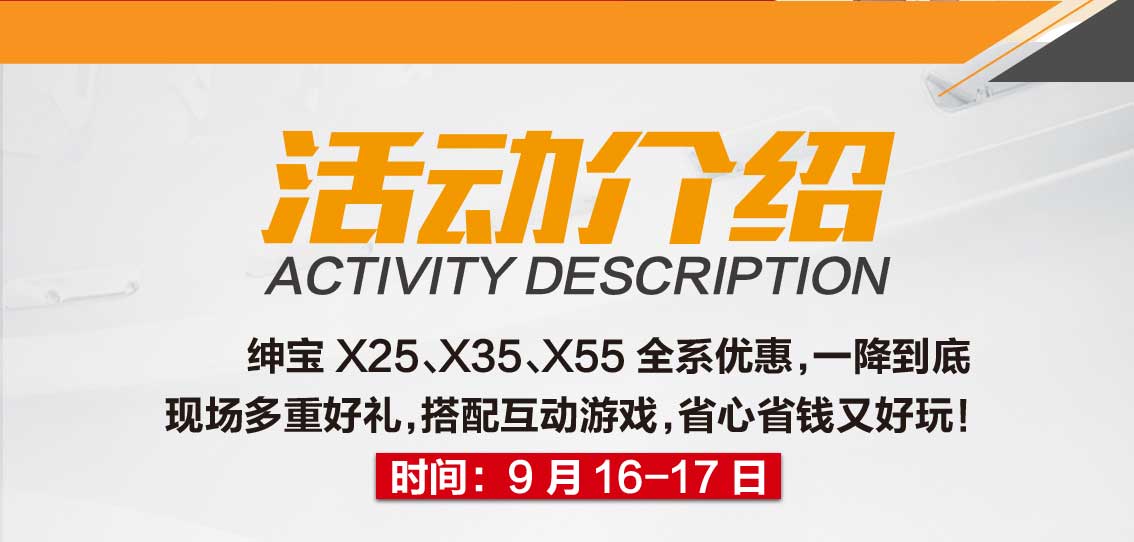 活动介绍
ACTIVITY DESCRIPTION
绅宝 X25、X35、X55 全系优惠,一降到底
现场多重好礼,搭配互动游戏,省心省钱又好玩!
时间:9 月 16-17 日